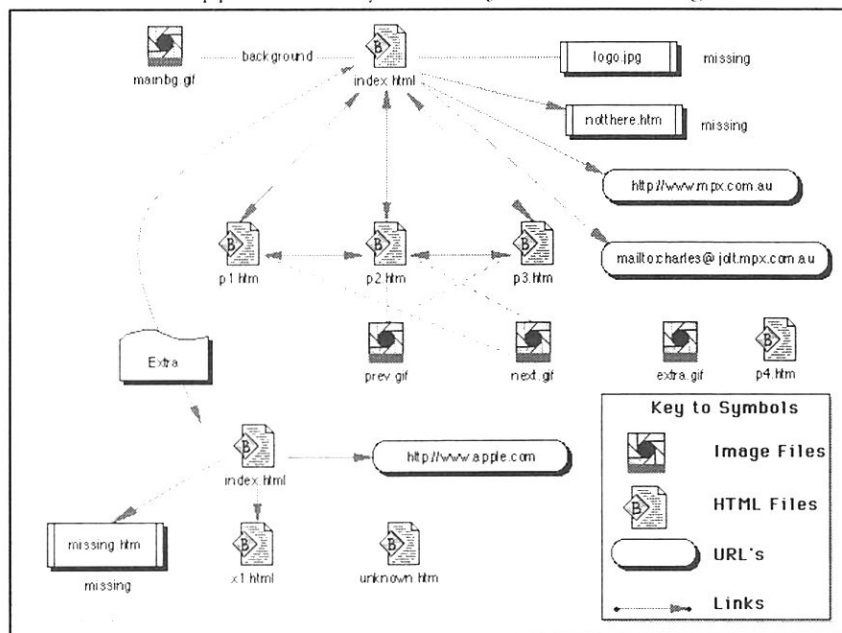 mainbg.gif
background
index.html
logo.jpg
missing
notthere.htm
missing
http://www.mpx.com.au
mailto:charles@jolt.mpx.com.au
p1.htm
p2.htm
p3.htm
Extra
prev.gif
next.gif
extra.gif
p4.htm
index.html
http://www.apple.com
missing.htm
missing
x1.html
unknown.htm
Key to Symbols
Image Files
HTML Files
URL's
Links